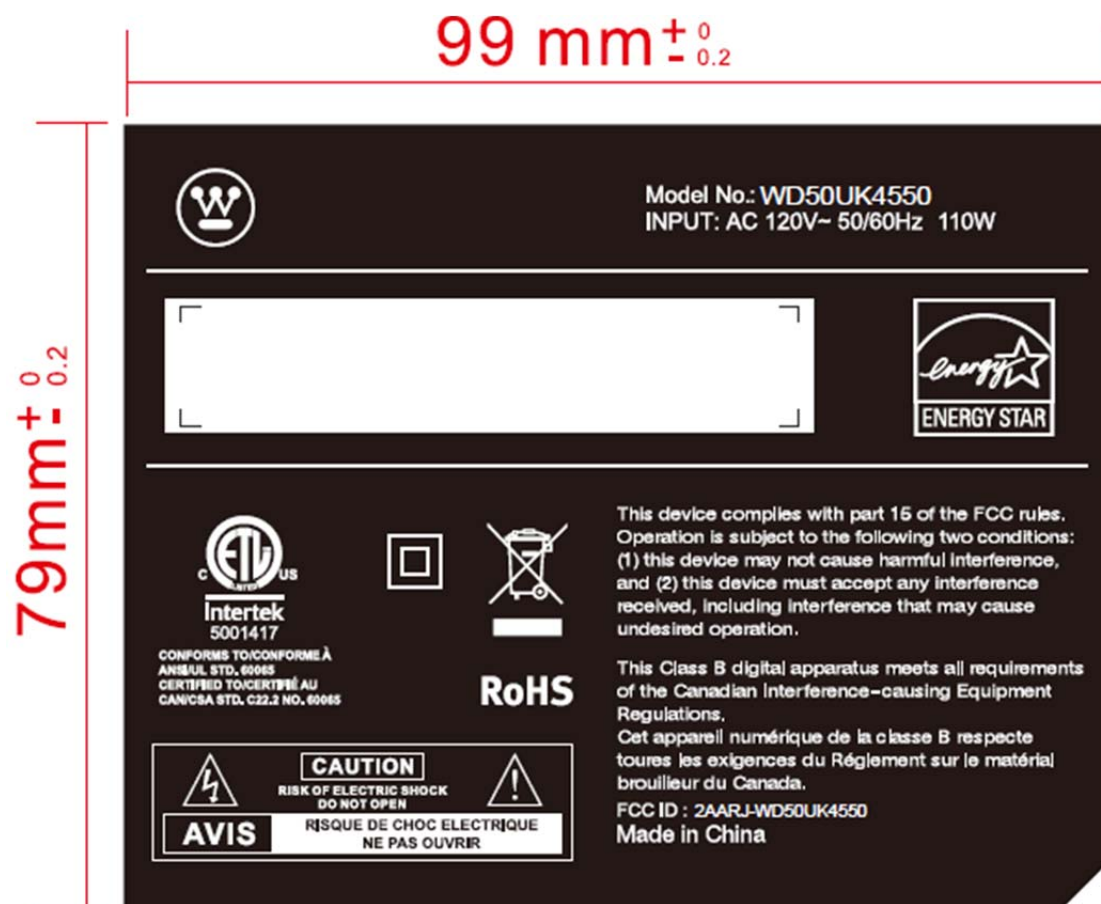 99 mm + 0 - 0.2
79mm + 0 - 0.2
W
Model No.: WD50UK4550
INPUT: AC 120V~ 50/60Hz 110W
energy
ENERGY STAR
ETL
C US
INTERTEK
Intertek
5001417
CONFORMS TO/CONFORME À
ANSI/UL STD. 60065
CERTIFIED TO/CERTIFIÉ AU
CAN/CSA STD. C22.2 NO. 60065
RoHS
CAUTION
RISK OF ELECTRIC SHOCK
DO NOT OPEN
AVIS
RISQUE DE CHOC ELECTRIQUE
NE PAS OUVRIR
This device complies with part 15 of the FCC rules.
Operation is subject to the following two conditions:
(1) this device may not cause harmful interference,
and (2) this device must accept any interference
received, including interference that may cause
undesired operation.
This Class B digital apparatus meets all requirements
of the Canadian Interference-causing Equipment
Regulations.
Cet appareil numérique de la classe B respecte
toures les exigences du Réglement sur le matérial
brouilleur du Canada.
FCC ID : 2AARJ-WD50UK4550
Made in China